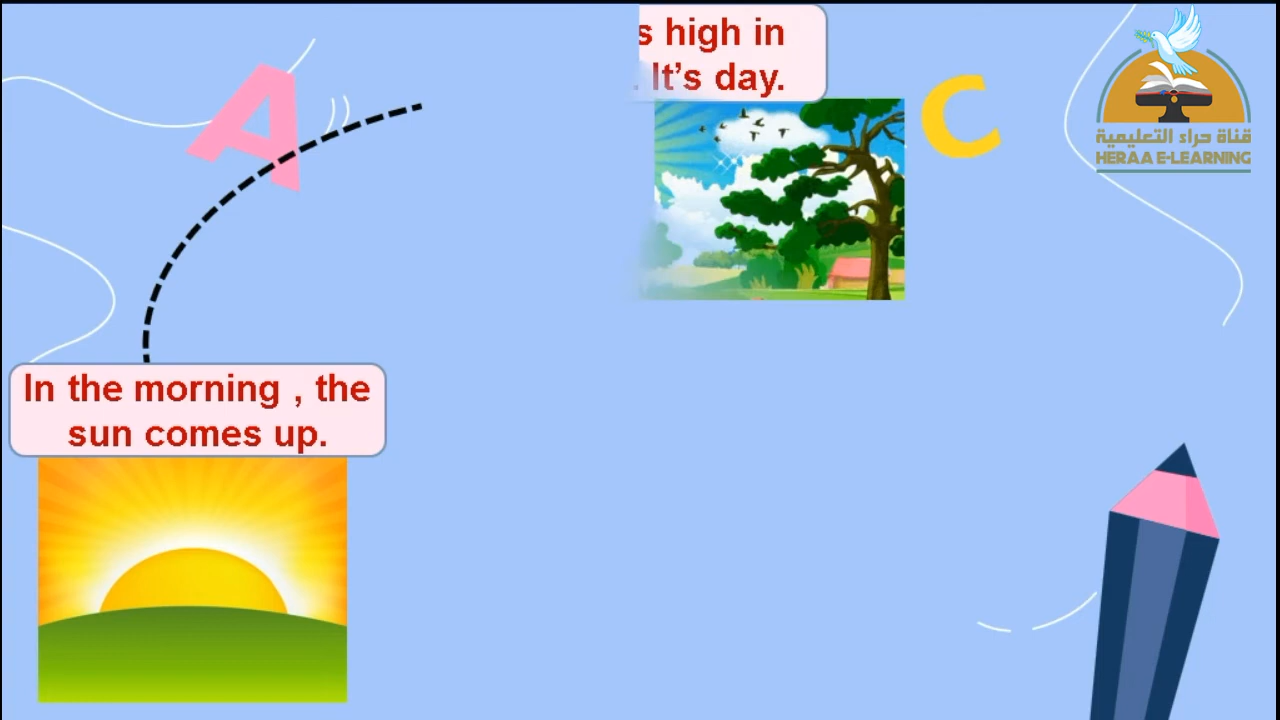 A
s high in
. It's day.
C
قناة حراء التعليمية
HERAA E-LEARNING
In the morning , the
sun comes up.